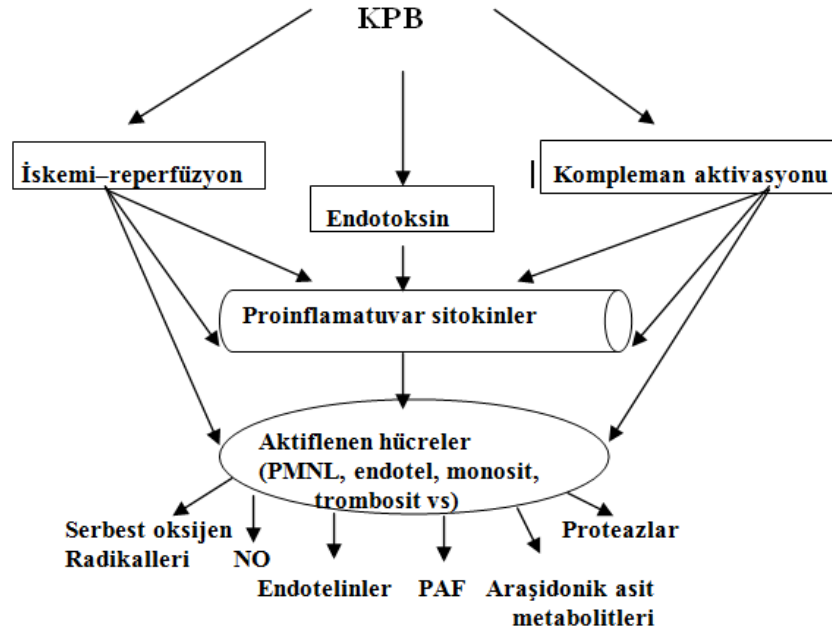 KPB
İskemi–reperfüzyon
Kompleman aktivasyonu
Endotoksin
Proinflamatuvar sitokinler
Aktiflenen hücreler
(PMNL, endotel, monosit,
trombosit vs)
Serbest oksijen
Radikalleri
NO
Endotelinler
PAF
Araşidonik asit
metabolitleri
Proteazlar